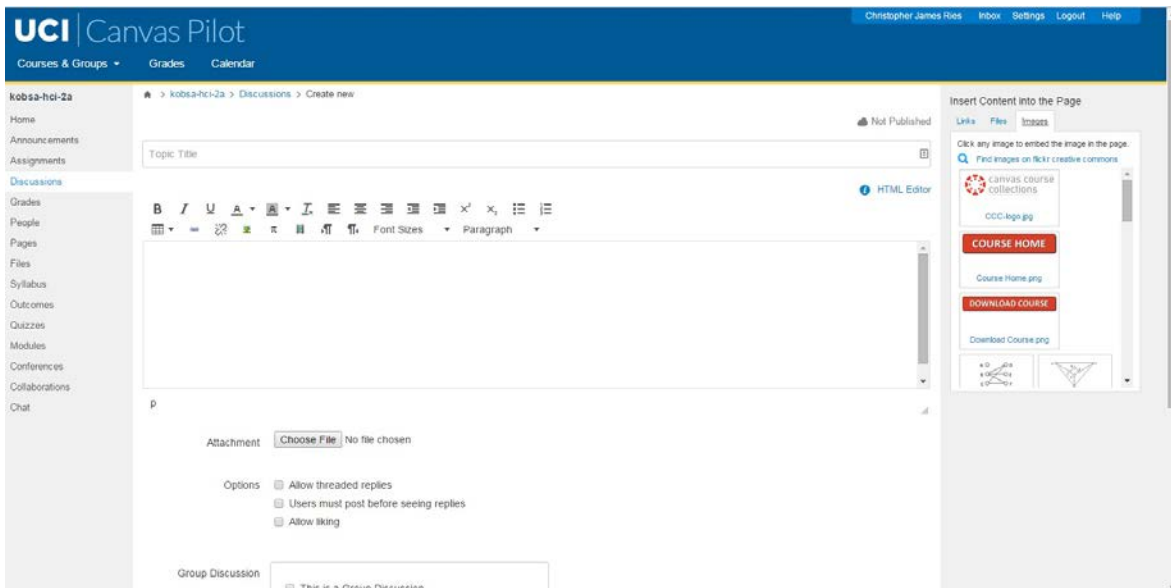 Christopher James Ries Inbox Settings Logout Help
UCI Canvas Pilot
Courses & Groups Grades Calendar
kobsa-hci-2a
Home
Announcements
Assignments
Discussions
Grades
People
Pages
Files
Syllabus
Outcomes
Quizzes
Modules
Conferences
Collaborations
Chat
> kobsa-hci-2a > Discussions > Create new
Not Published
Topic Title
HTML Editor
B I U A A T x² x₂
π ¶ ¶ Font Sizes Paragraph
p
Attachment Choose File No file chosen
Options Allow threaded replies
Users must post before seeing replies
Allow liking
Group Discussion
This is a Group Discussion
Insert Content into the Page
Links Files Images
Click any image to embed the image in the page.
Find images on flickr creative commons
canvas course
collections
CCC-logo.jpg
COURSE HOME
Course Home.png
DOWNLOAD COURSE
Download Course.png